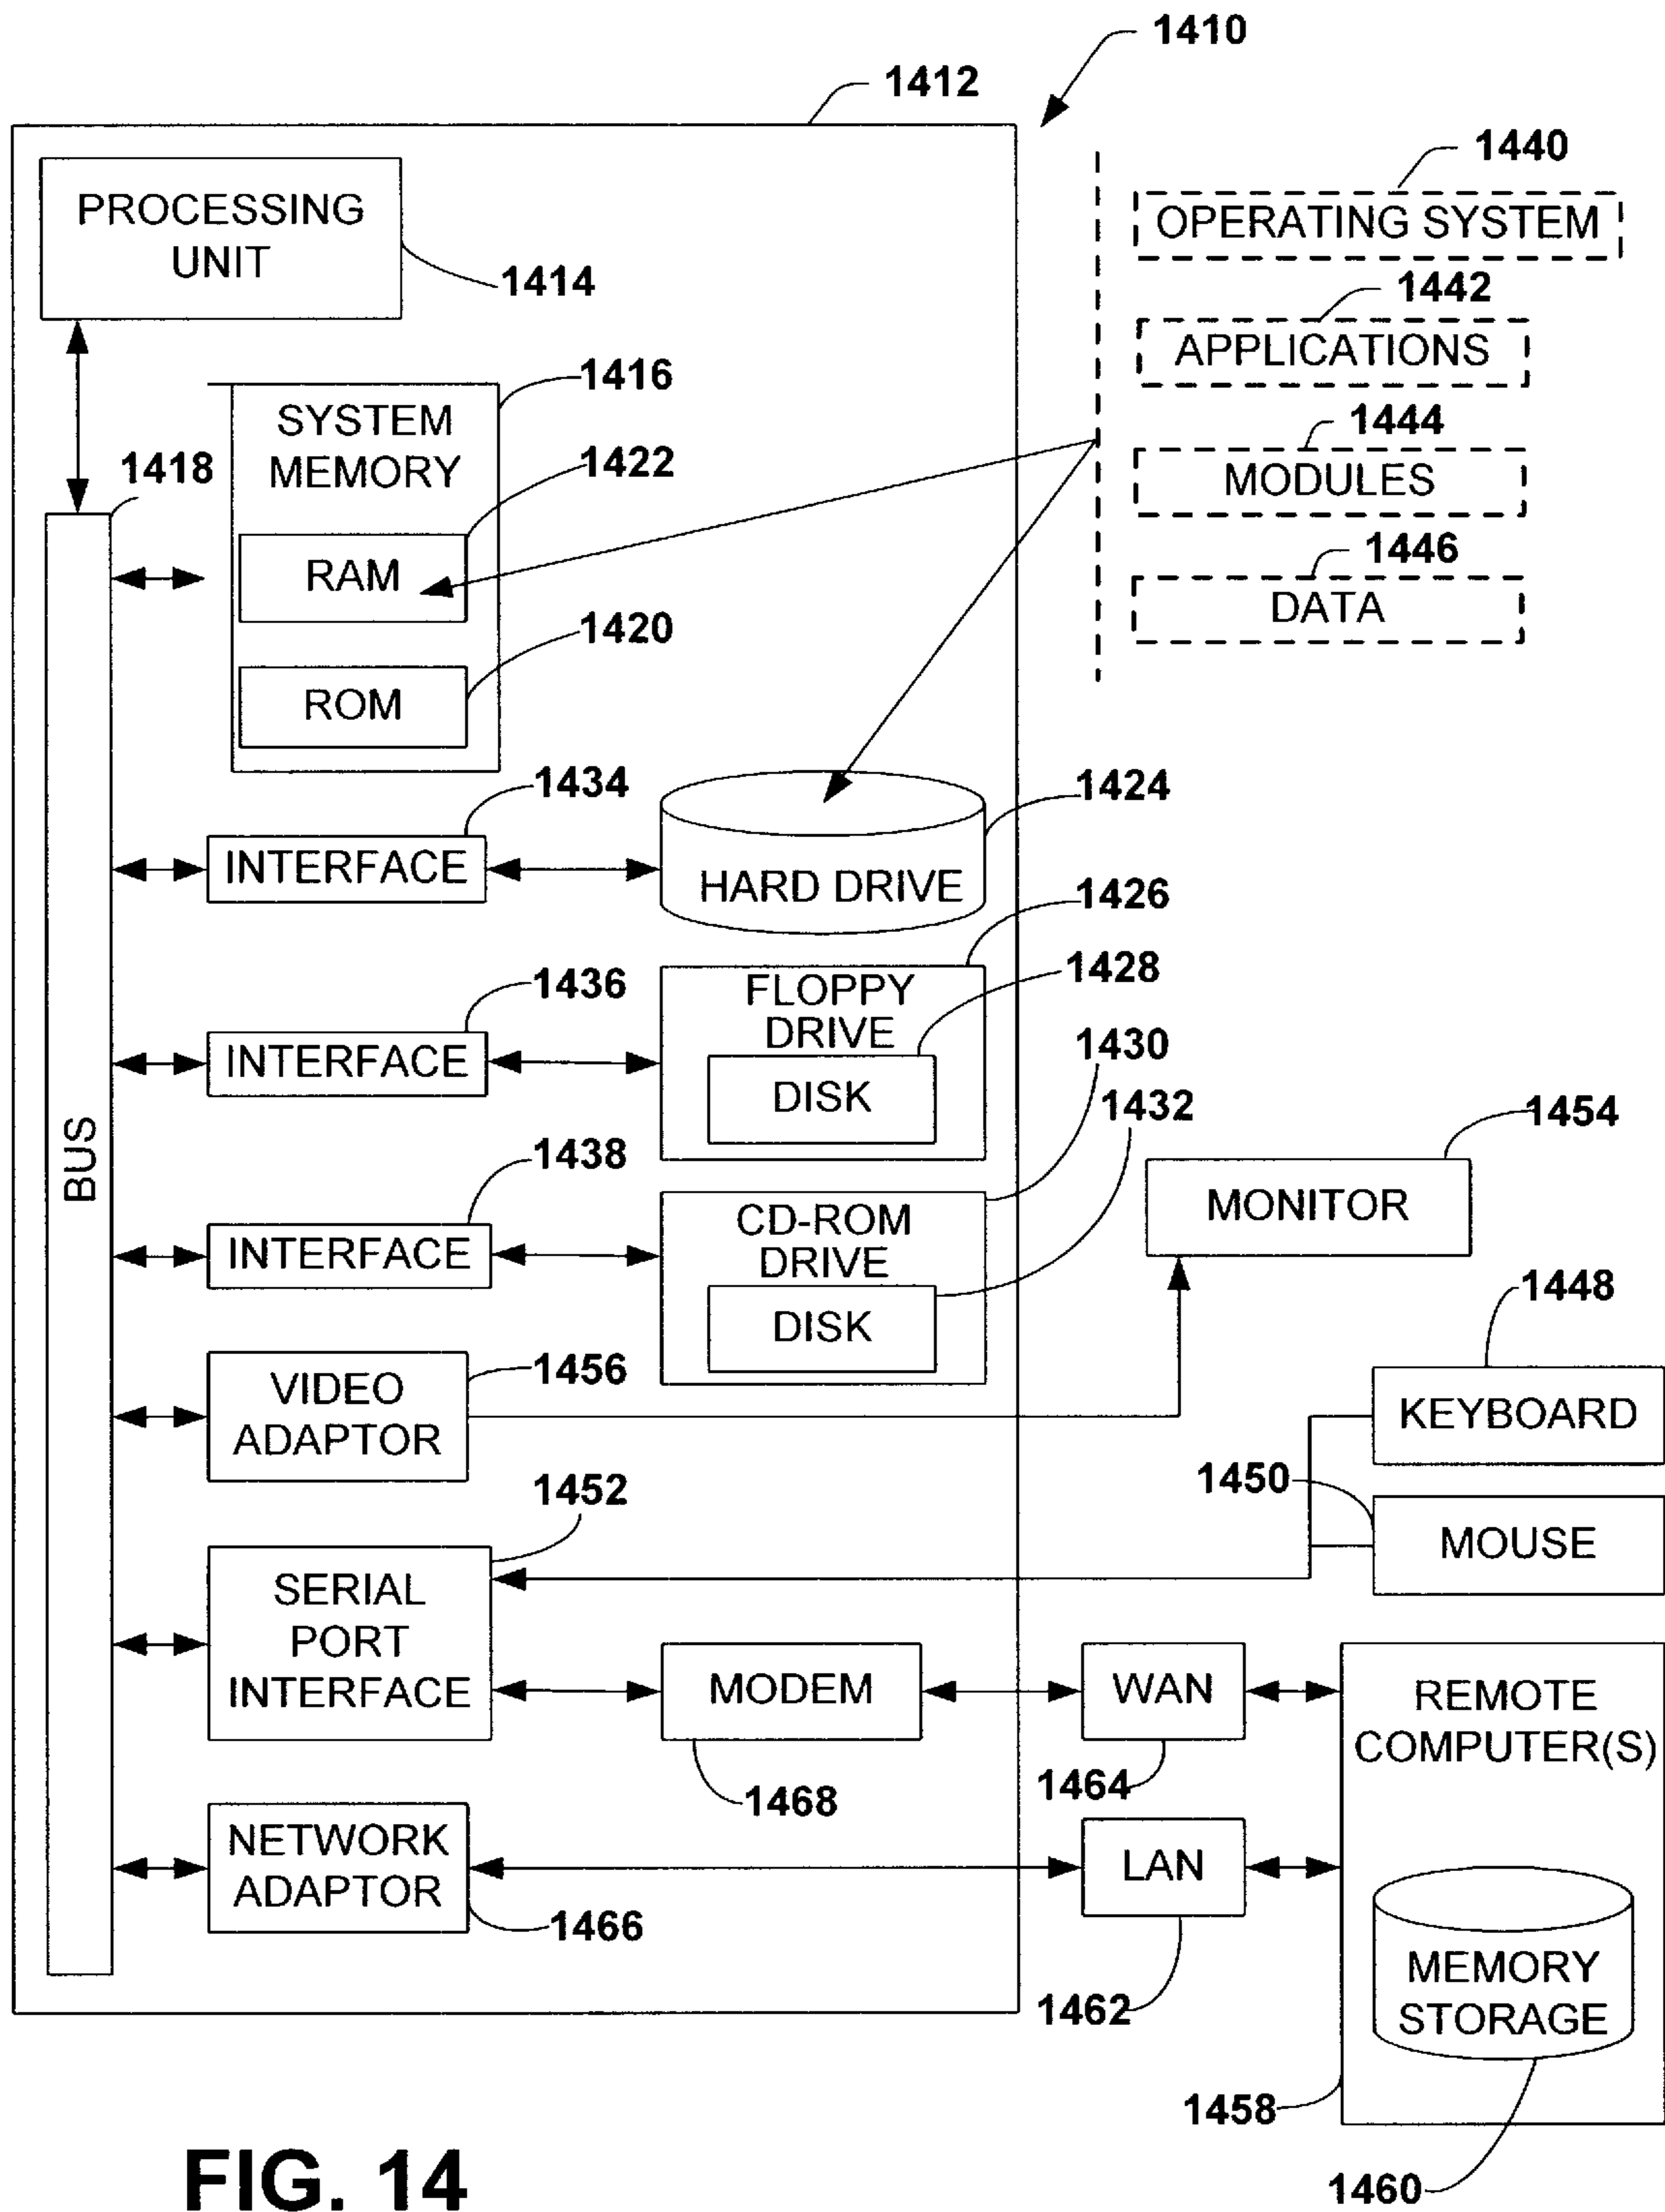 1410
1412
1440
PROCESSING
UNIT
OPERATING SYSTEM
1414
1442
APPLICATIONS
1416
SYSTEM
MEMORY
1444
1418
1422
MODULES
1446
RAM
DATA
1420
ROM
1434
1424
INTERFACE
HARD DRIVE
1426
1436
1428
FLOPPY
DRIVE
1430
INTERFACE
DISK
1432
1454
BUS
1438
MONITOR
CD-ROM
DRIVE
INTERFACE
1448
DISK
1456
VIDEO
ADAPTOR
KEYBOARD
1450
1452
MOUSE
SERIAL
PORT
INTERFACE
MODEM
WAN
REMOTE
COMPUTER(S)
1468
1464
NETWORK
ADAPTOR
LAN
1466
1462
MEMORY
STORAGE
1458
1460
FIG. 14